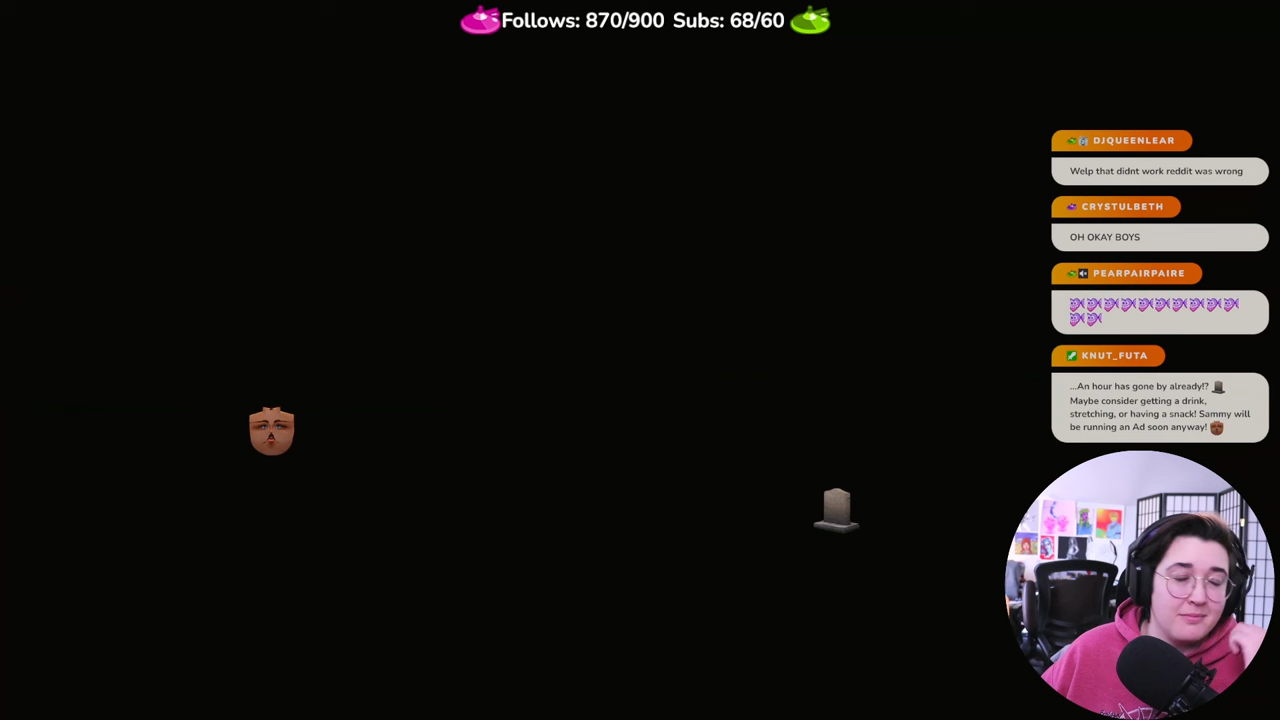 Follows: 870/900 Subs: 68/60
DJQUEENLEAR
Welp that didnt work reddit was wrong
CRYSTULBETH
OH OKAY BOYS
PEARPAIRPAIRE
KNUT_FUTA
...An hour has gone by already!?
Maybe consider getting a drink,
stretching, or having a snack! Sammy will
be running an Ad soon anyway!